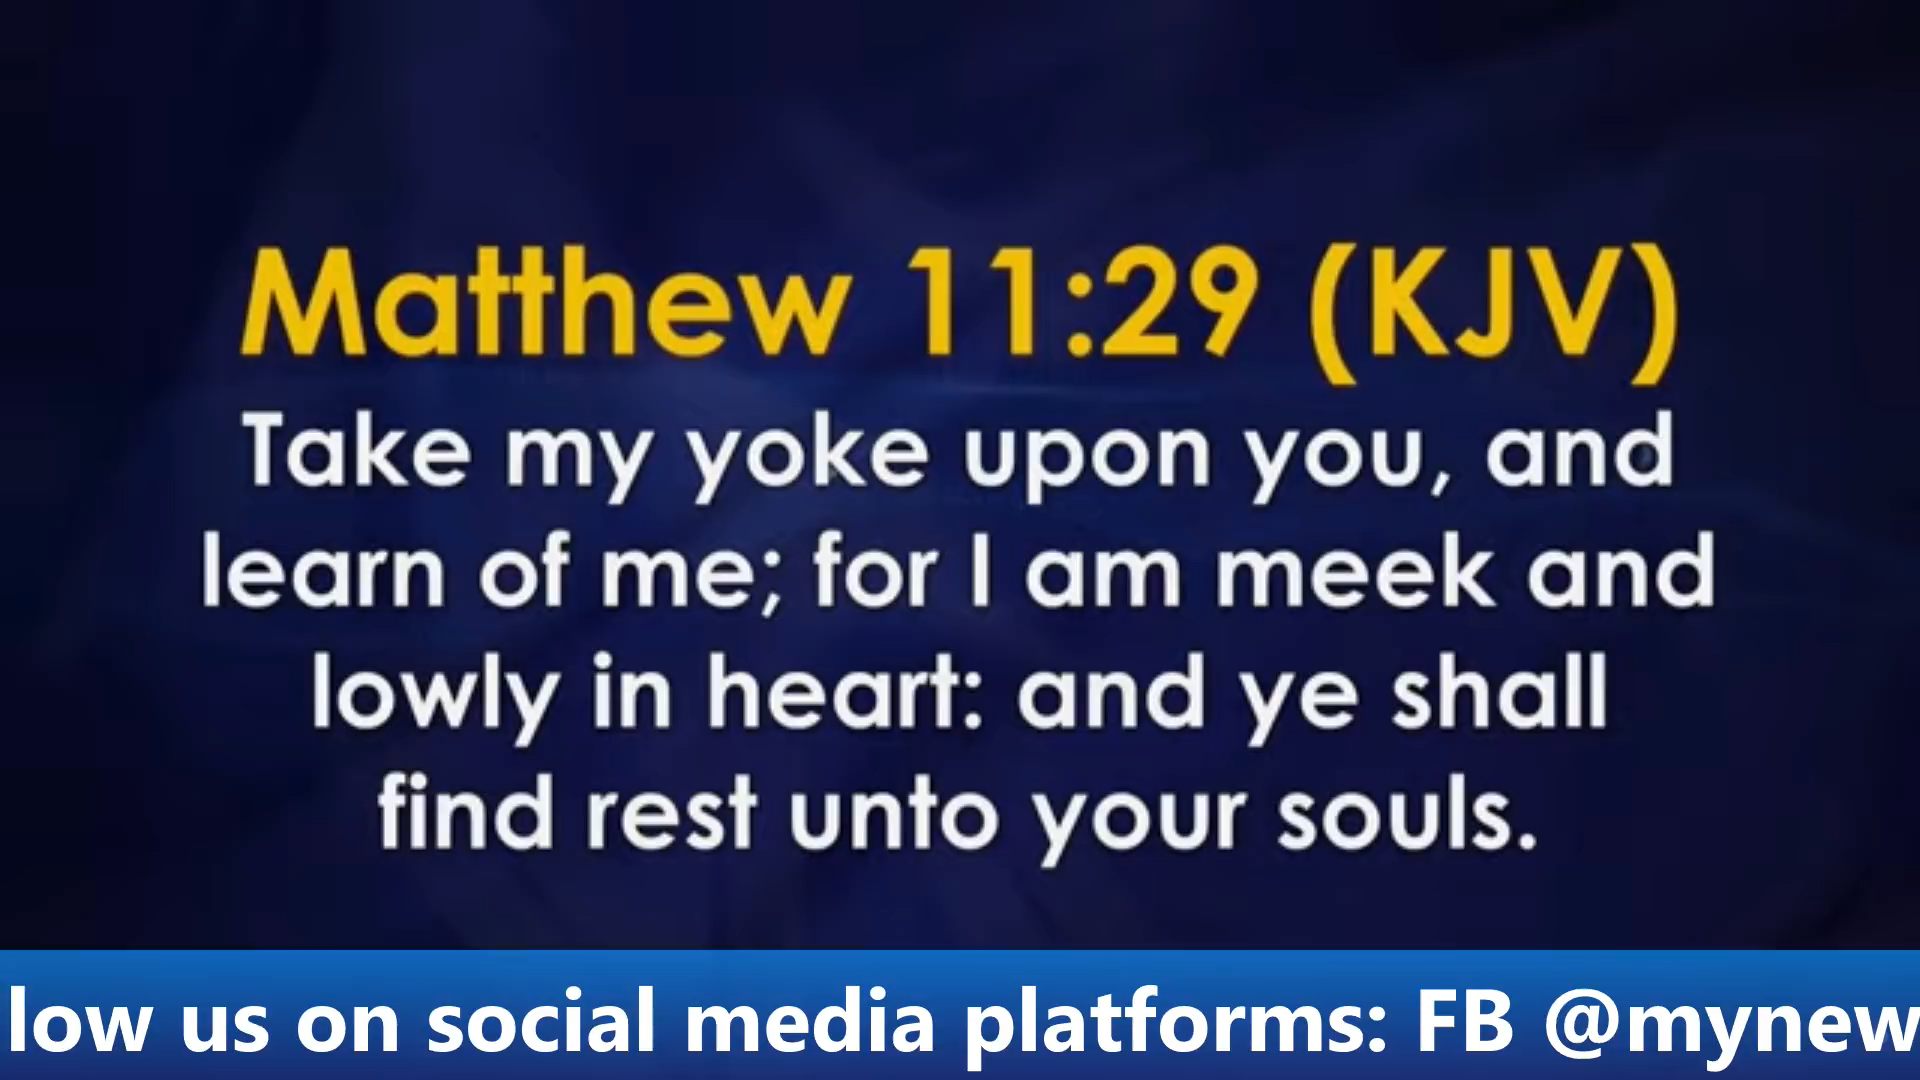 Matthew 11:29 (KJV)
Take my yoke upon you, and
learn of me; for I am meek and
lowly in heart: and ye shall
find rest unto your souls.
low us on social media platforms: FB @mynew